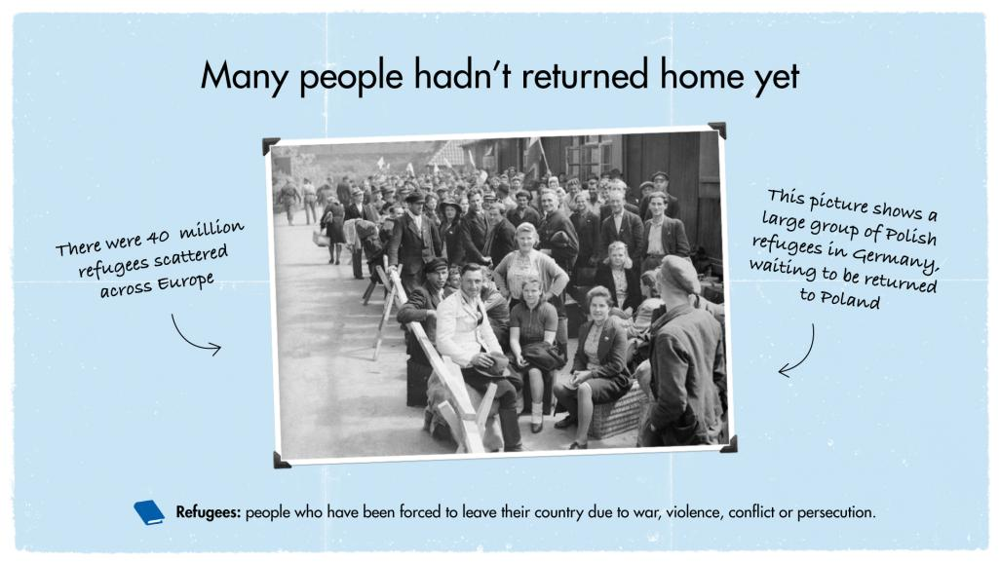 Many people hadn't returned home yet
There were 40 million
refugees scattered
across Europe
This picture shows a
large group of Polish
refugees in Germany,
waiting to be returned
to Poland
Refugees: people who have been forced to leave their country due to war, violence, conflict or persecution.